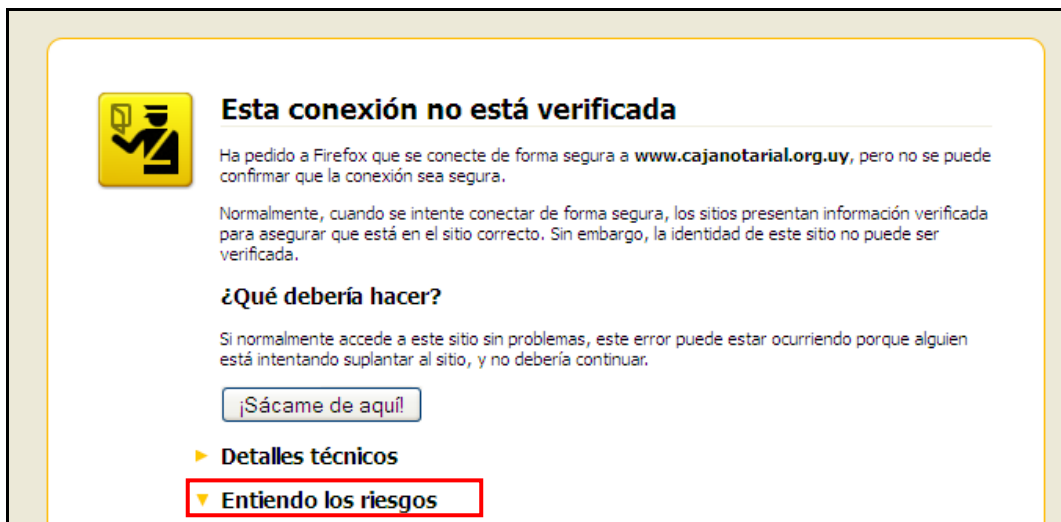 Esta conexión no está verificada
Ha pedido a Firefox que se conecte de forma segura a www.cajanotarial.org.uy, pero no se puede
confirmar que la conexión sea segura.
Normalmente, cuando se intente conectar de forma segura, los sitios presentan información verificada
para asegurar que está en el sitio correcto. Sin embargo, la identidad de este sitio no puede ser
verificada.
¿Qué debería hacer?
Si normalmente accede a este sitio sin problemas, este error puede estar ocurriendo porque alguien
está intentando suplantar al sitio, y no debería continuar.
¡Sácame de aquí!
Detalles técnicos
Entiendo los riesgos